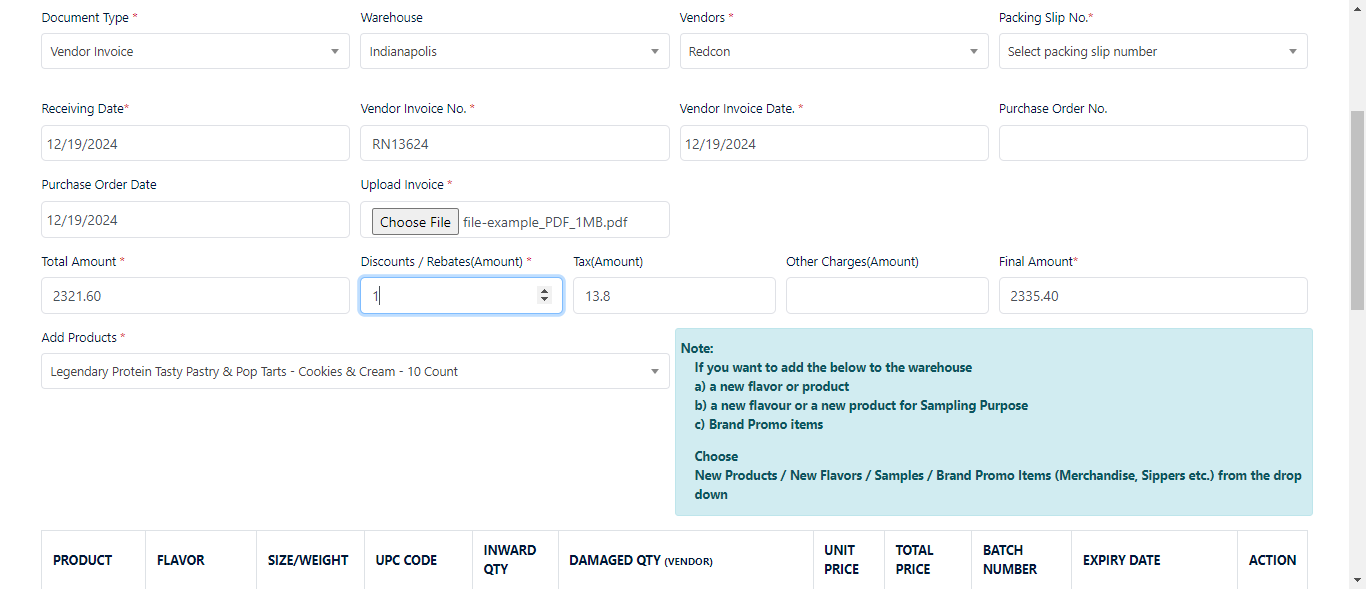 Document Type * Warehouse Vendors * Packing Slip No.*
Vendor Invoice Indianapolis Redcon Select packing slip number
Receiving Date* Vendor Invoice No. * Vendor Invoice Date. * Purchase Order No.
12/19/2024 RN13624 12/19/2024
Purchase Order Date Upload Invoice *
12/19/2024 Choose File file-example_PDF_1MB.pdf
Total Amount * Discounts / Rebates(Amount) * Tax(Amount) Other Charges(Amount) Final Amount*
2321.60 1 13.8 2335.40
Add Products *
Legendary Protein Tasty Pastry & Pop Tarts - Cookies & Cream - 10 Count
Note:
If you want to add the below to the warehouse
a) a new flavor or product
b) a new flavour or a new product for Sampling Purpose
c) Brand Promo items
Choose
New Products / New Flavors / Samples / Brand Promo Items (Merchandise, Sippers etc.) from the drop
down
PRODUCT FLAVOR SIZE/WEIGHT UPC CODE INWARD QTY DAMAGED QTY (VENDOR) UNIT PRICE TOTAL PRICE BATCH NUMBER EXPIRY DATE ACTION